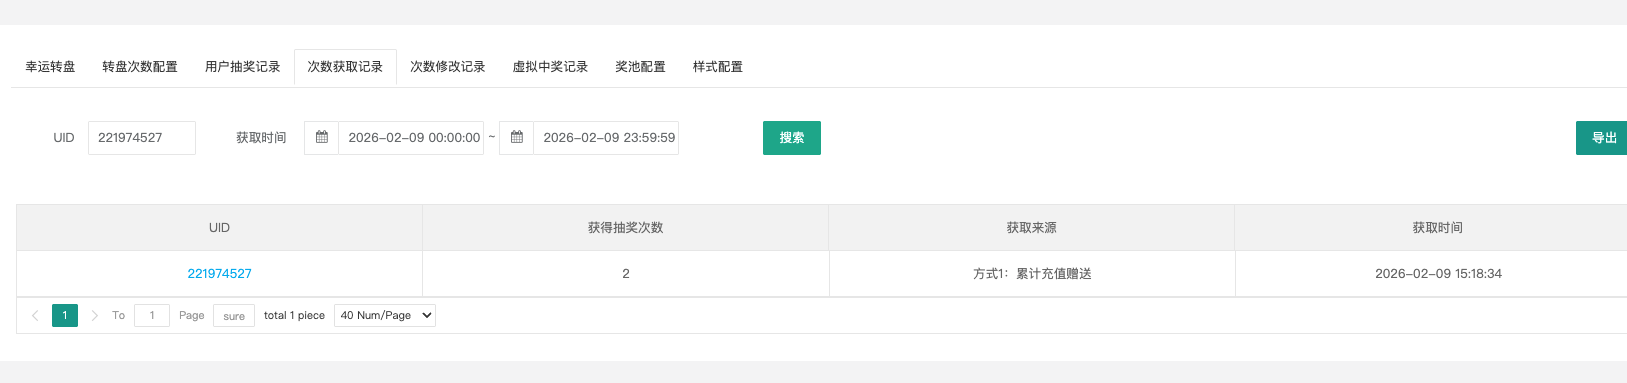 幸运转盘 转盘次数配置 用户抽奖记录 次数获取记录 次数修改记录 虚拟中奖记录 奖池配置 样式配置
UID 221974527 获取时间 2026-02-09 00:00:00 ~ 2026-02-09 23:59:59 搜索 导出
UID 获得抽奖次数 获取来源 获取时间
221974527 2 方式1：累计充值赠送 2026-02-09 15:18:34
1 To 1 Page sure total 1 piece 40 Num/Page